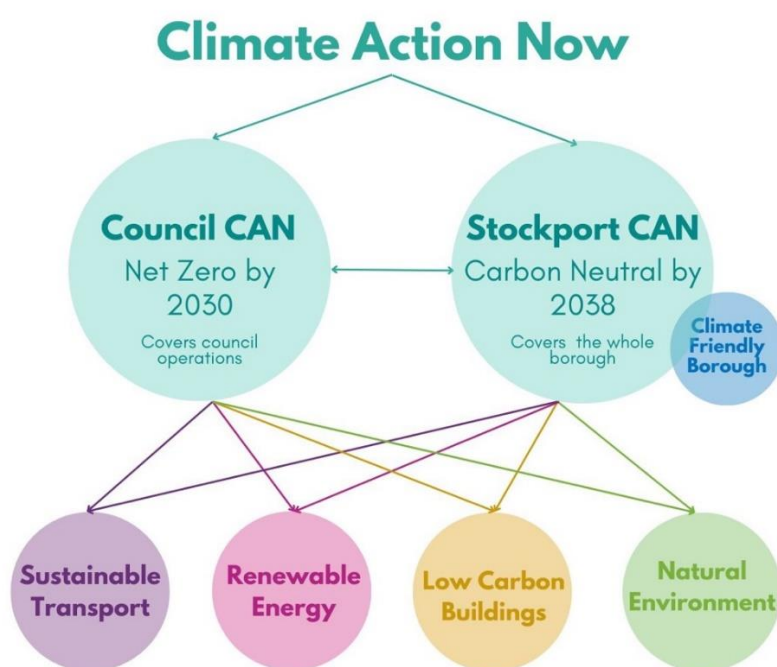 Climate Action Now
Council CAN
Net Zero by
2030
Covers council
operations
Stockport CAN
Carbon Neutral by
2038
Covers the whole
borough
Climate
Friendly
Borough
Sustainable
Transport
Renewable
Energy
Low Carbon
Buildings
Natural
Environment